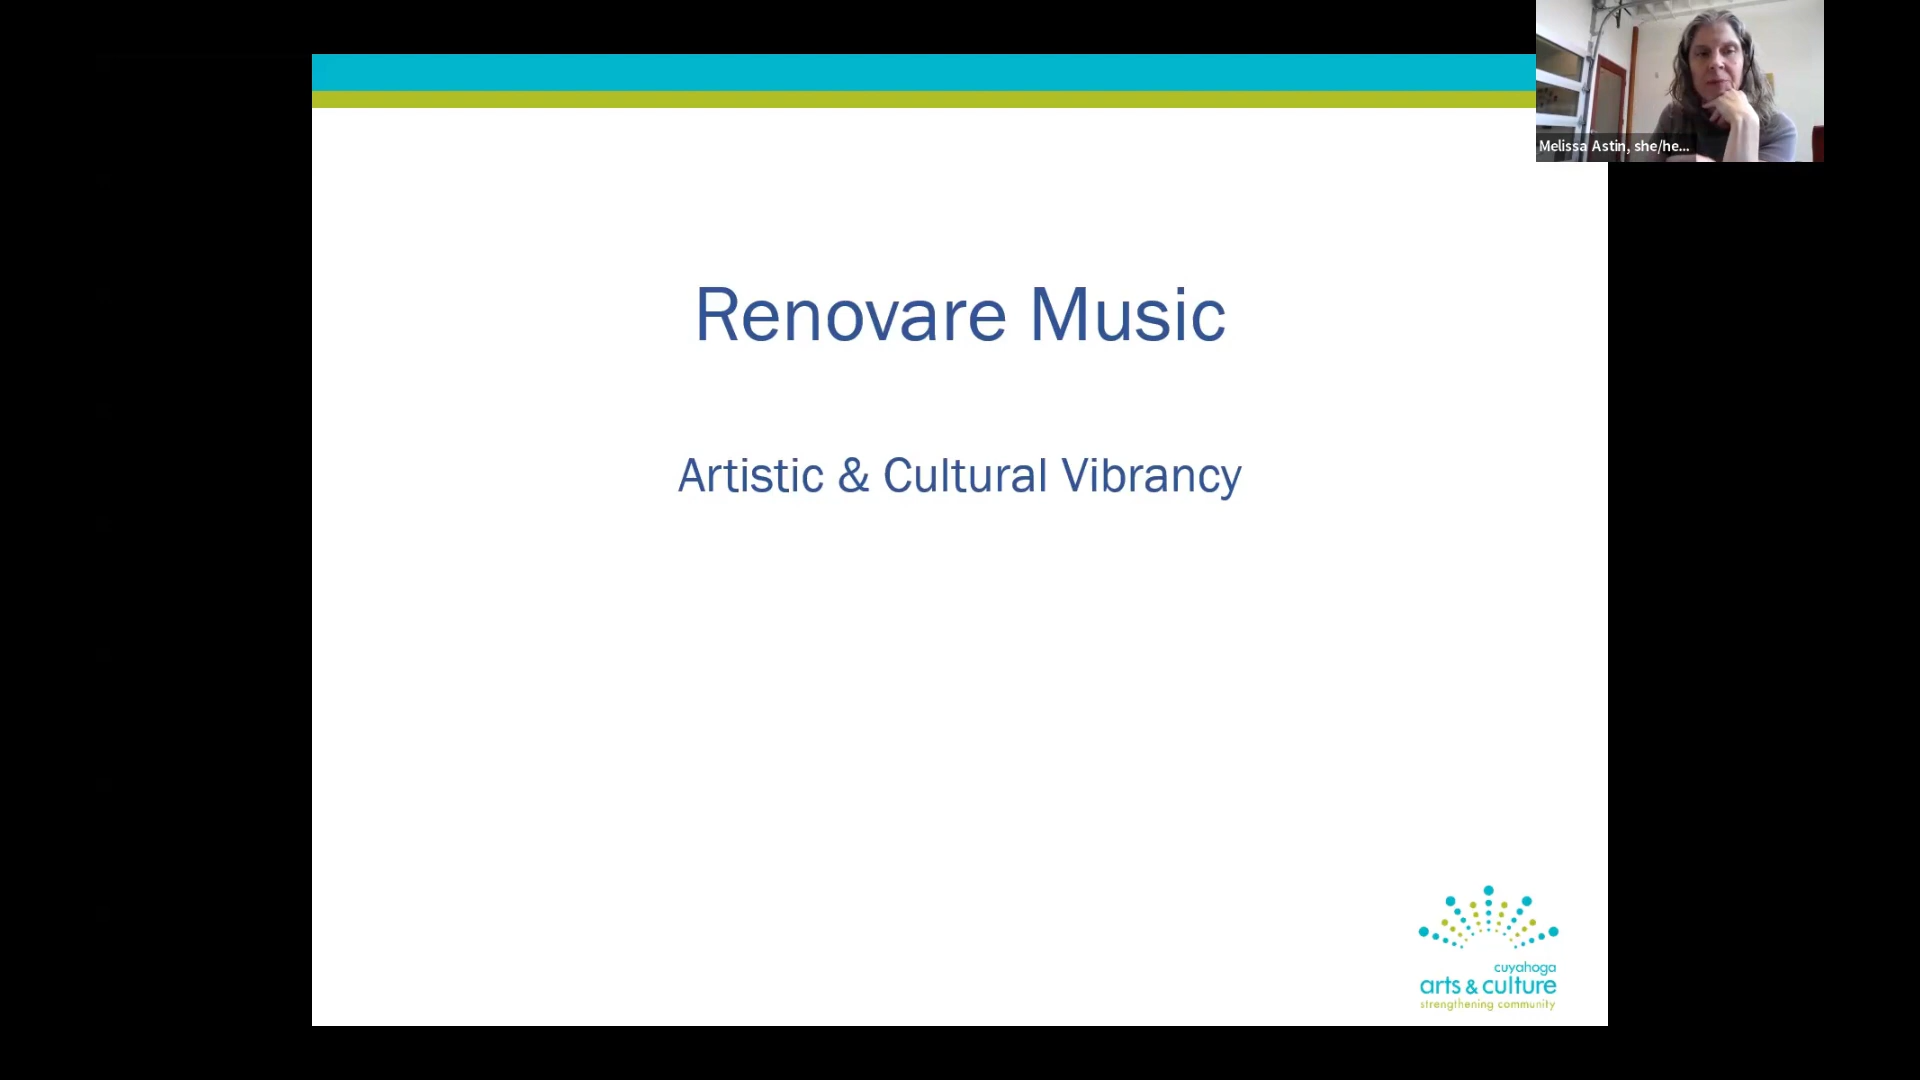 Melissa Astin, she/he...
Renovare Music
Artistic & Cultural Vibrancy
cuyahoga
arts & culture
strengthening community